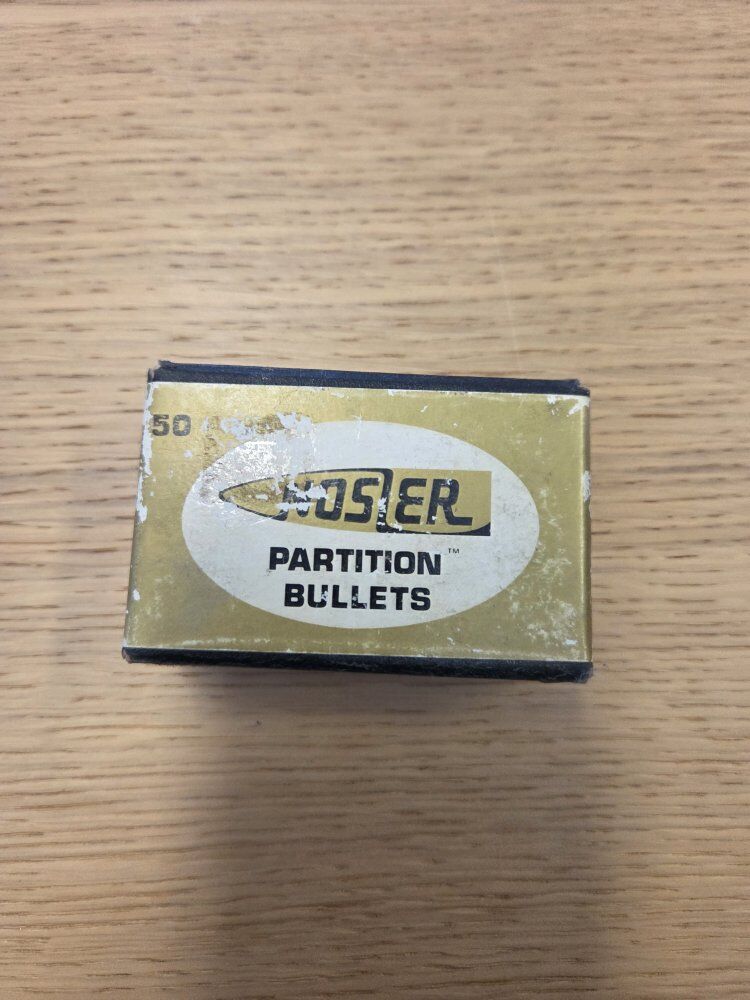 50
NOSLER
PARTITION™
BULLETS